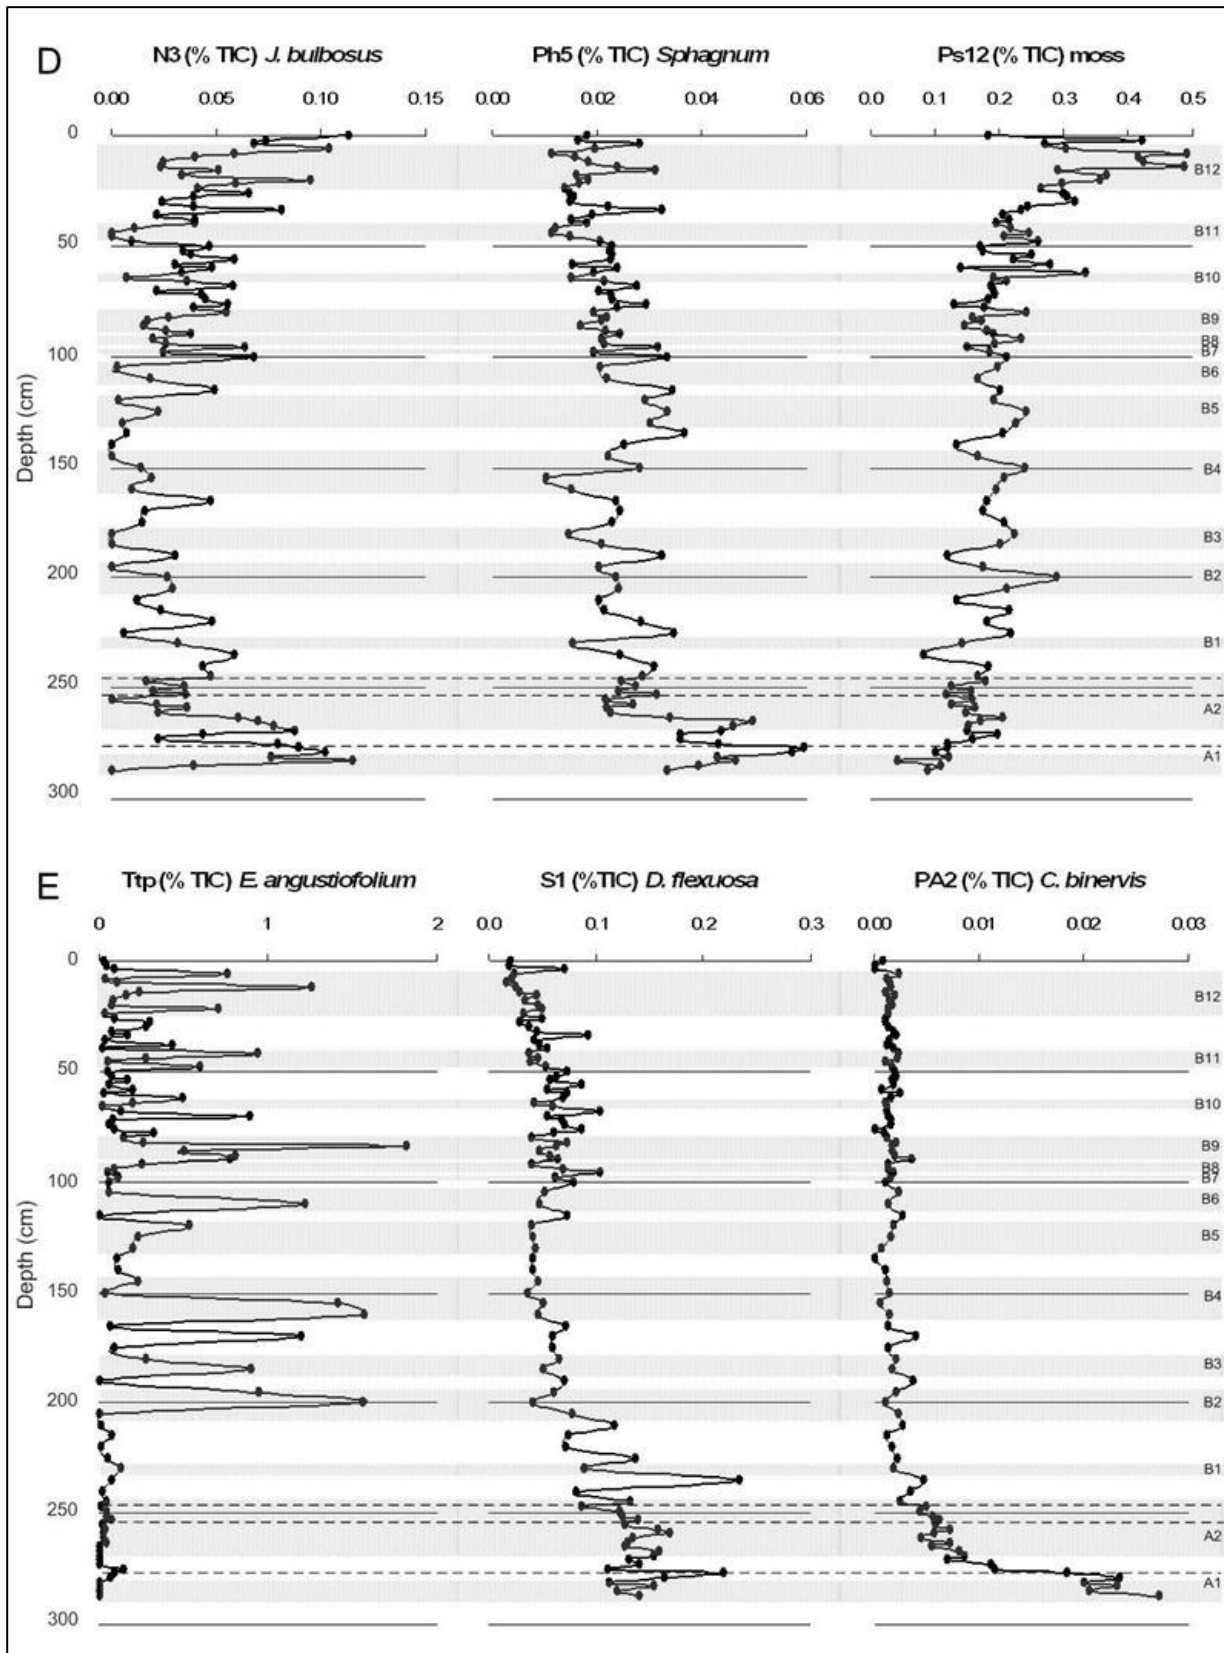 D
N3 (% TIC) J. bulbosus
Ph5 (% TIC) Sphagnum
Ps12 (% TIC) moss
0.00 0.05 0.10 0.15
0.00 0.02 0.04 0.06
0.0 0.1 0.2 0.3 0.4 0.5
0
B12
B11
50
B10
B9
B8
B7
100
B6
B5
Depth (cm)
150
B4
B3
200
B2
B1
250
A2
A1
300
E
Ttp (% TIC) E. angustiofolium
S1 (%TIC) D. flexuosa
PA2 (% TIC) C. binervis
0 1 2
0.0 0.1 0.2 0.3
0.00 0.01 0.02 0.03
0
B12
B11
50
B10
B9
B8
B7
100
B6
B5
Depth (cm)
150
B4
B3
200
B2
B1
250
A2
A1
300